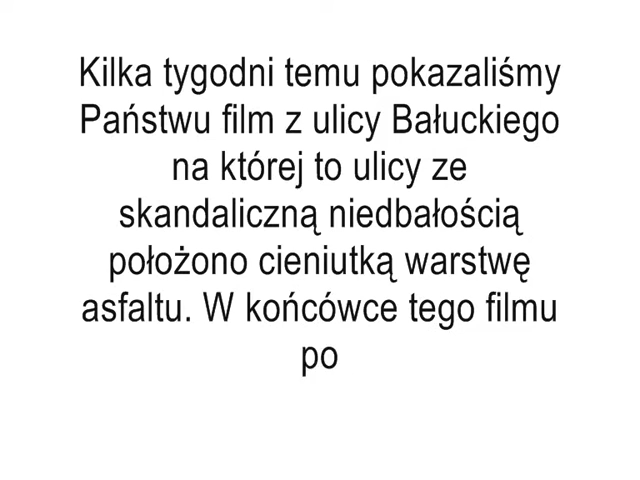 Kilka tygodni temu pokazaliśmy
Państwu film z ulicy Bałuckiego
na której to ulicy ze
skandaliczną niedbałością
położono cieniutką warstwę
asfaltu. W końcówce tego filmu
po